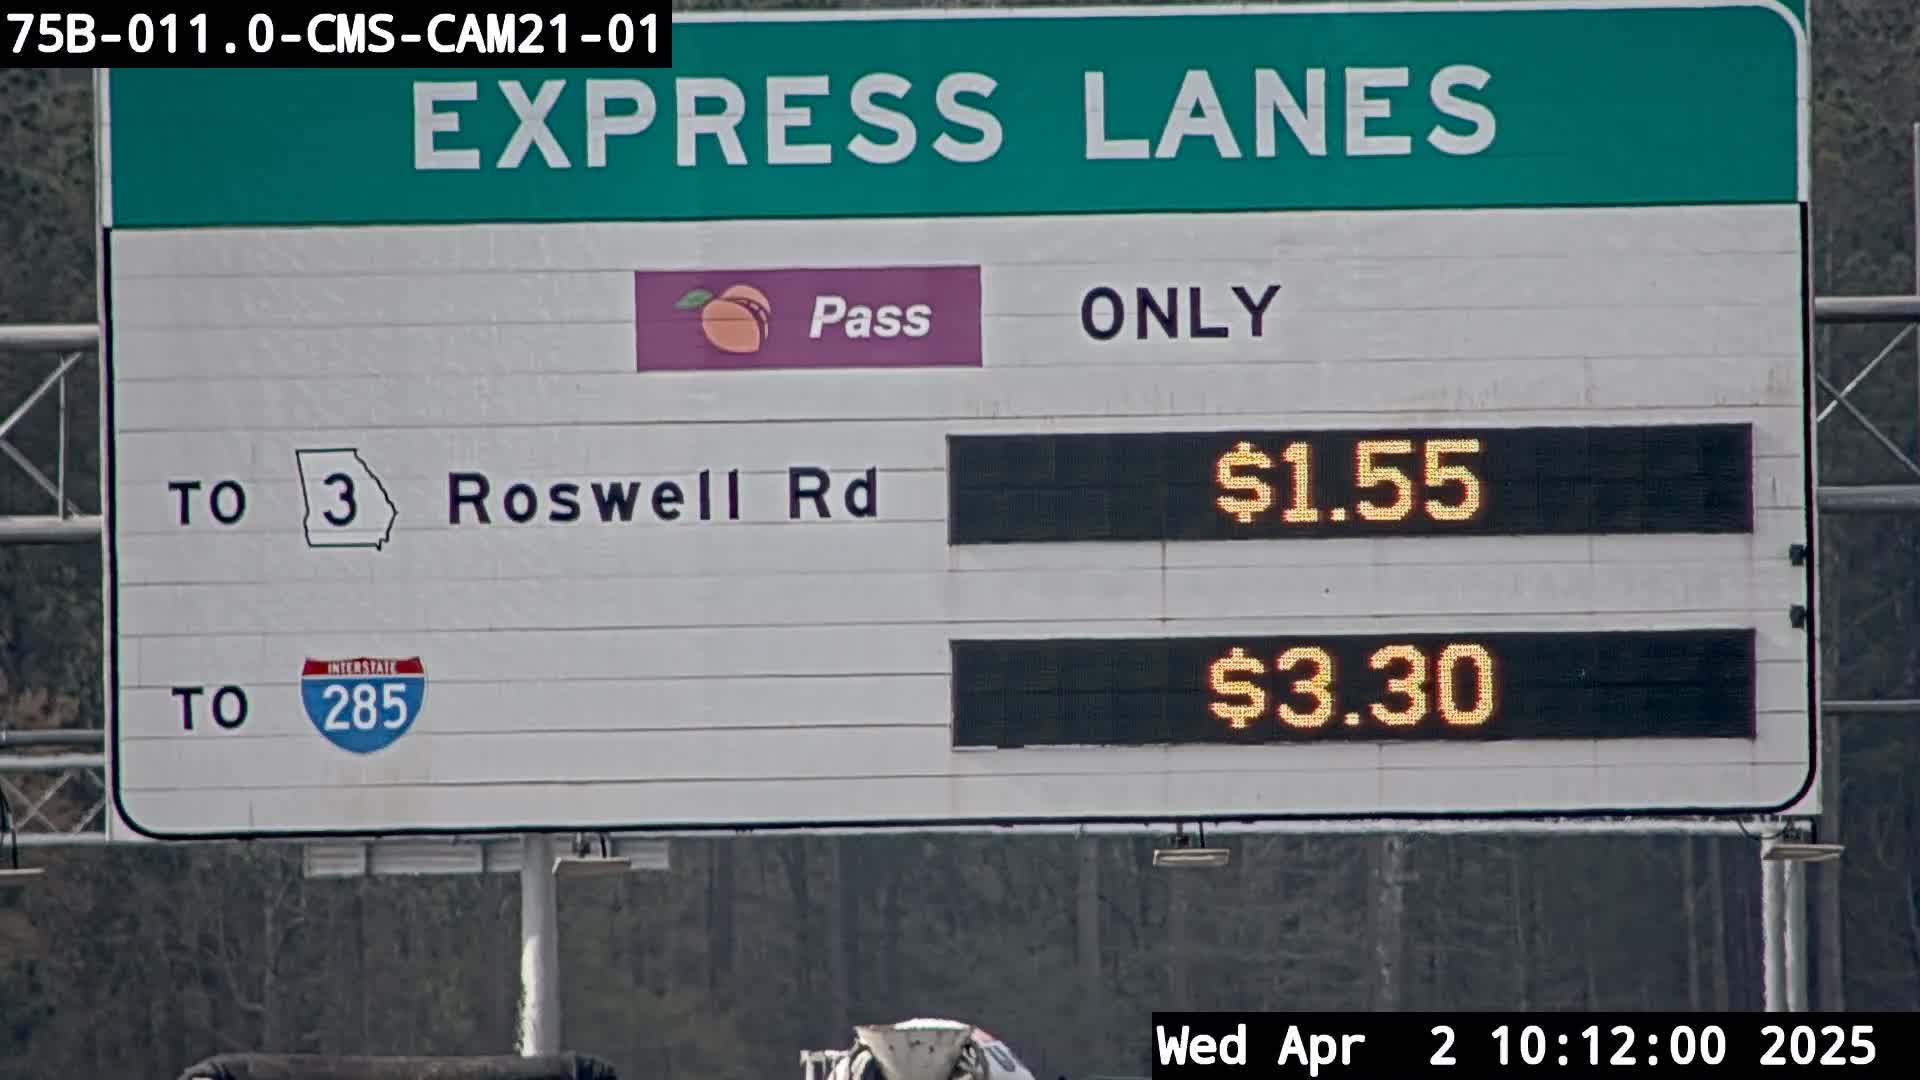 75B-011.0-CMS-CAM21-01
EXPRESS LANES
Pass ONLY
TO 3 Roswell Rd $1.55
INTERSTATE
TO 285 $3.30
Wed Apr 2 10:12:00 2025